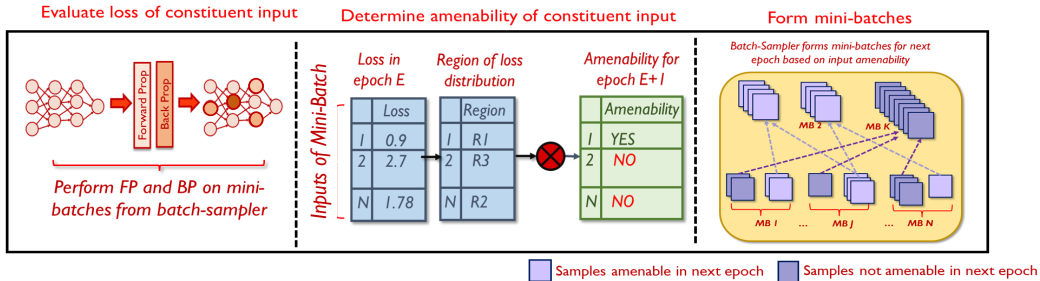 Evaluate loss of constituent input
Determine amenability of constituent input
Form mini-batches
Forward Prop
Back Prop
Perform FP and BP on mini-
batches from batch-sampler
Inputs of Mini-Batch
Loss in
epoch E
Loss
1 0.9
2 2.7
N 1.78
Region of loss
distribution
Region
1 R1
2 R3
N R2
Amenability for
epoch E+1
Amenability
1 YES
2 NO
N NO
Batch-Sampler forms mini-batches for next
epoch based on input amenability
MB 2
MB K
MB 1 ... MB J ... MB N
Samples amenable in next epoch
Samples not amenable in next epoch